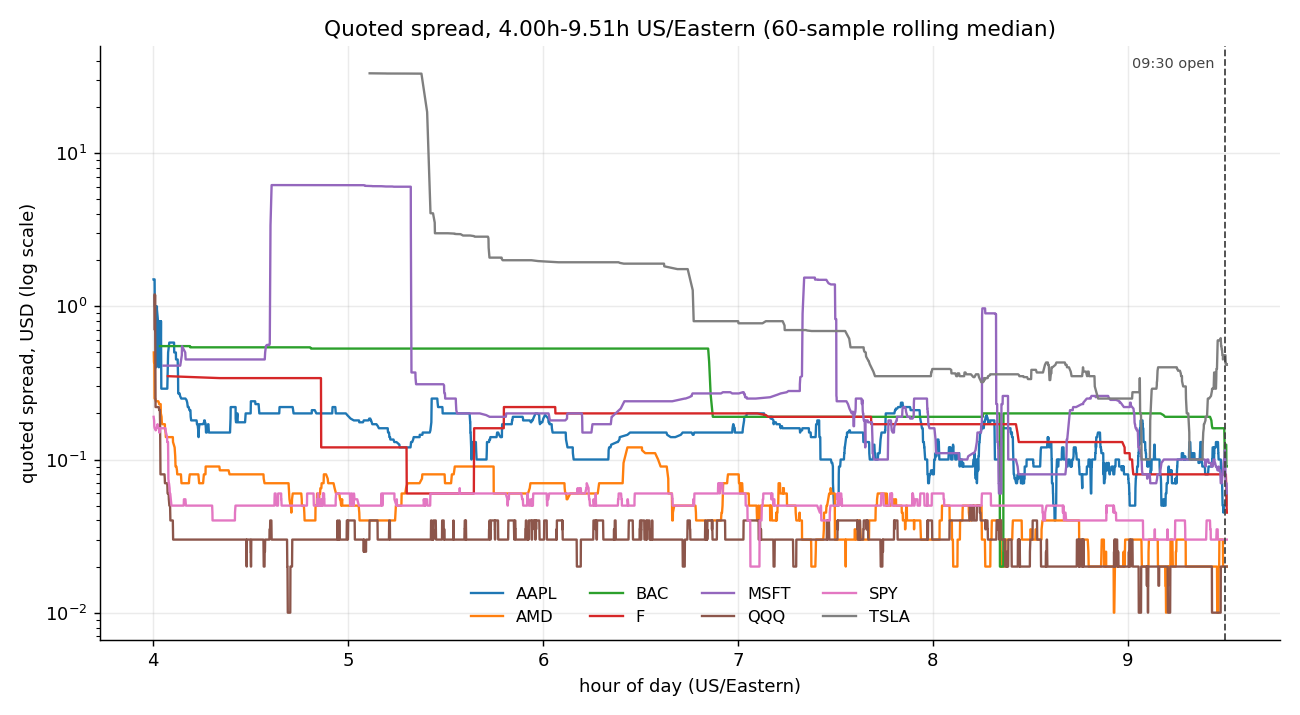 Quoted spread, 4.00h-9.51h US/Eastern (60-sample rolling median)
09:30 open
quoted spread, USD (log scale)
10¹
10⁰
10⁻¹
10⁻²
AAPL BAC MSFT SPY
AMD F QQQ TSLA
4 5 6 7 8 9
hour of day (US/Eastern)